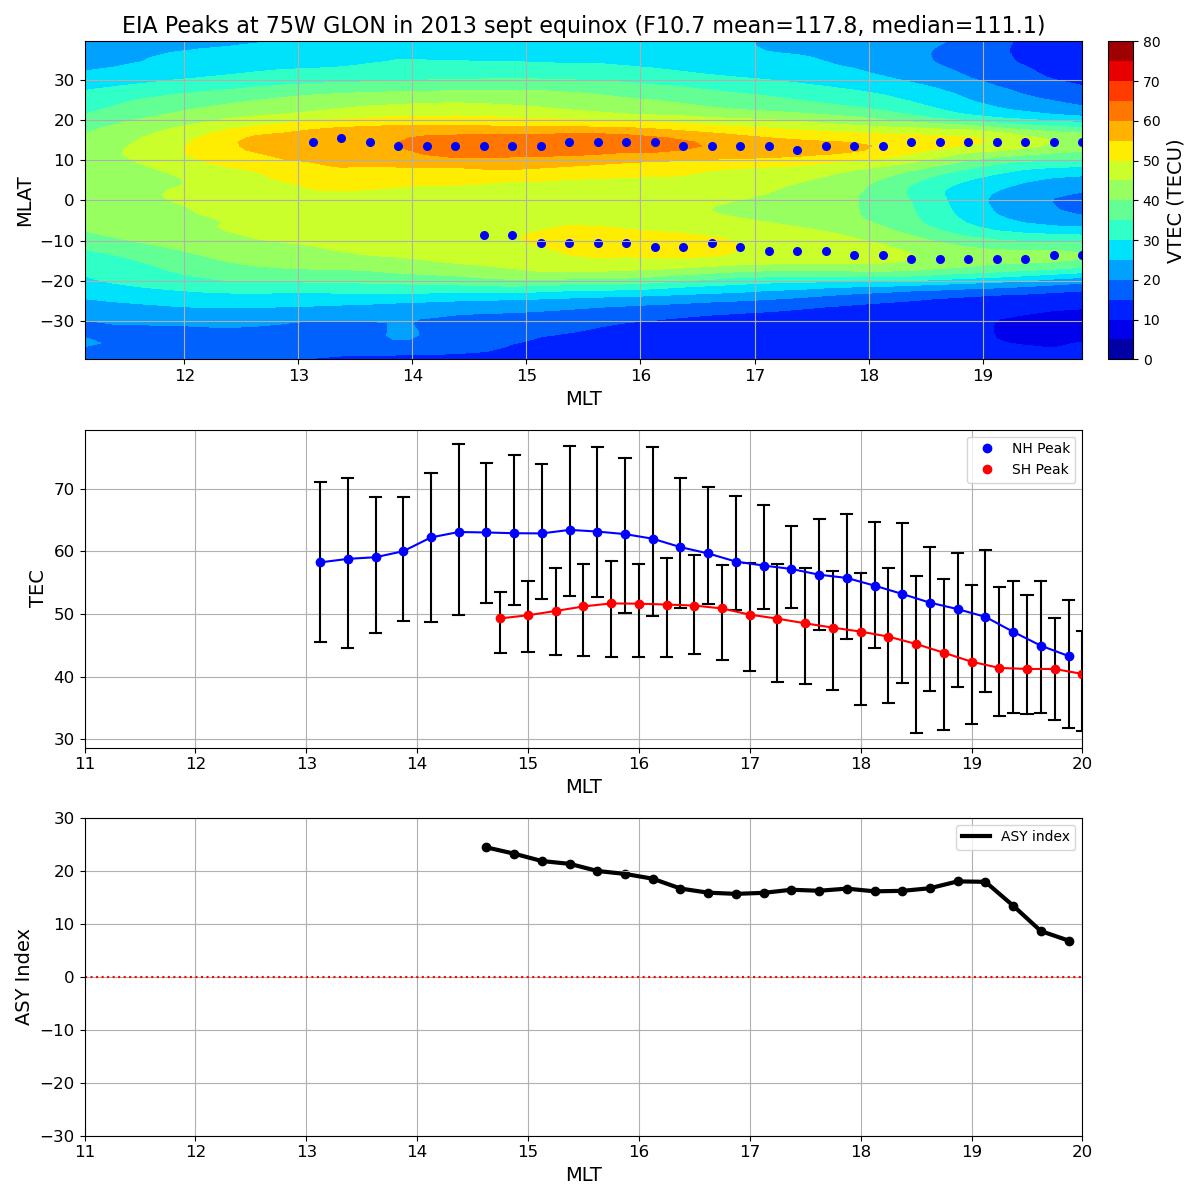 EIA Peaks at 75W GLON in 2013 sept equinox (F10.7 mean=117.8, median=111.1)
MLAT
30
20
10
0
−10
−20
−30
12 13 14 15 16 17 18 19
MLT
80
70
60
50
40
30
20
10
0
VTEC (TECU)
TEC
70
60
50
40
30
NH Peak
SH Peak
11 12 13 14 15 16 17 18 19 20
MLT
ASY Index
30
20
10
0
−10
−20
−30
ASY index
11 12 13 14 15 16 17 18 19 20
MLT